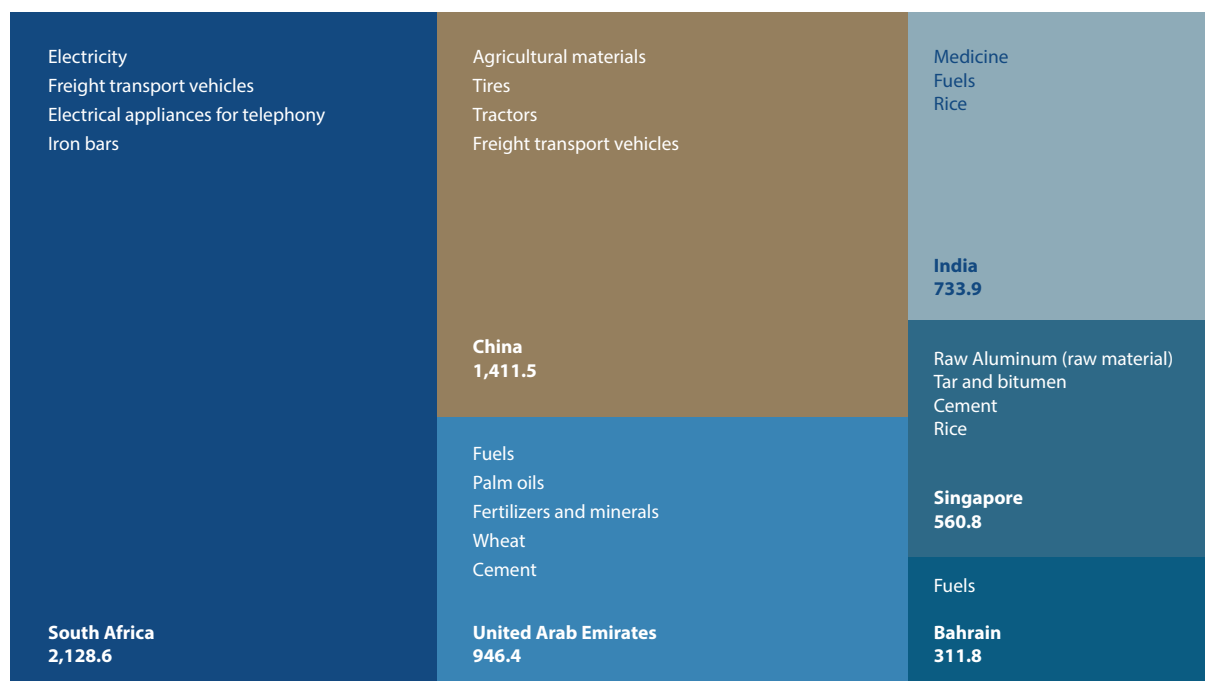 Electricity
Freight transport vehicles
Electrical appliances for telephony
Iron bars
South Africa
2,128.6
Agricultural materials
Tires
Tractors
Freight transport vehicles
China
1,411.5
Fuels
Palm oils
Fertilizers and minerals
Wheat
Cement
United Arab Emirates
946.4
Medicine
Fuels
Rice
India
733.9
Raw Aluminum (raw material)
Tar and bitumen
Cement
Rice
Singapore
560.8
Fuels
Bahrain
311.8